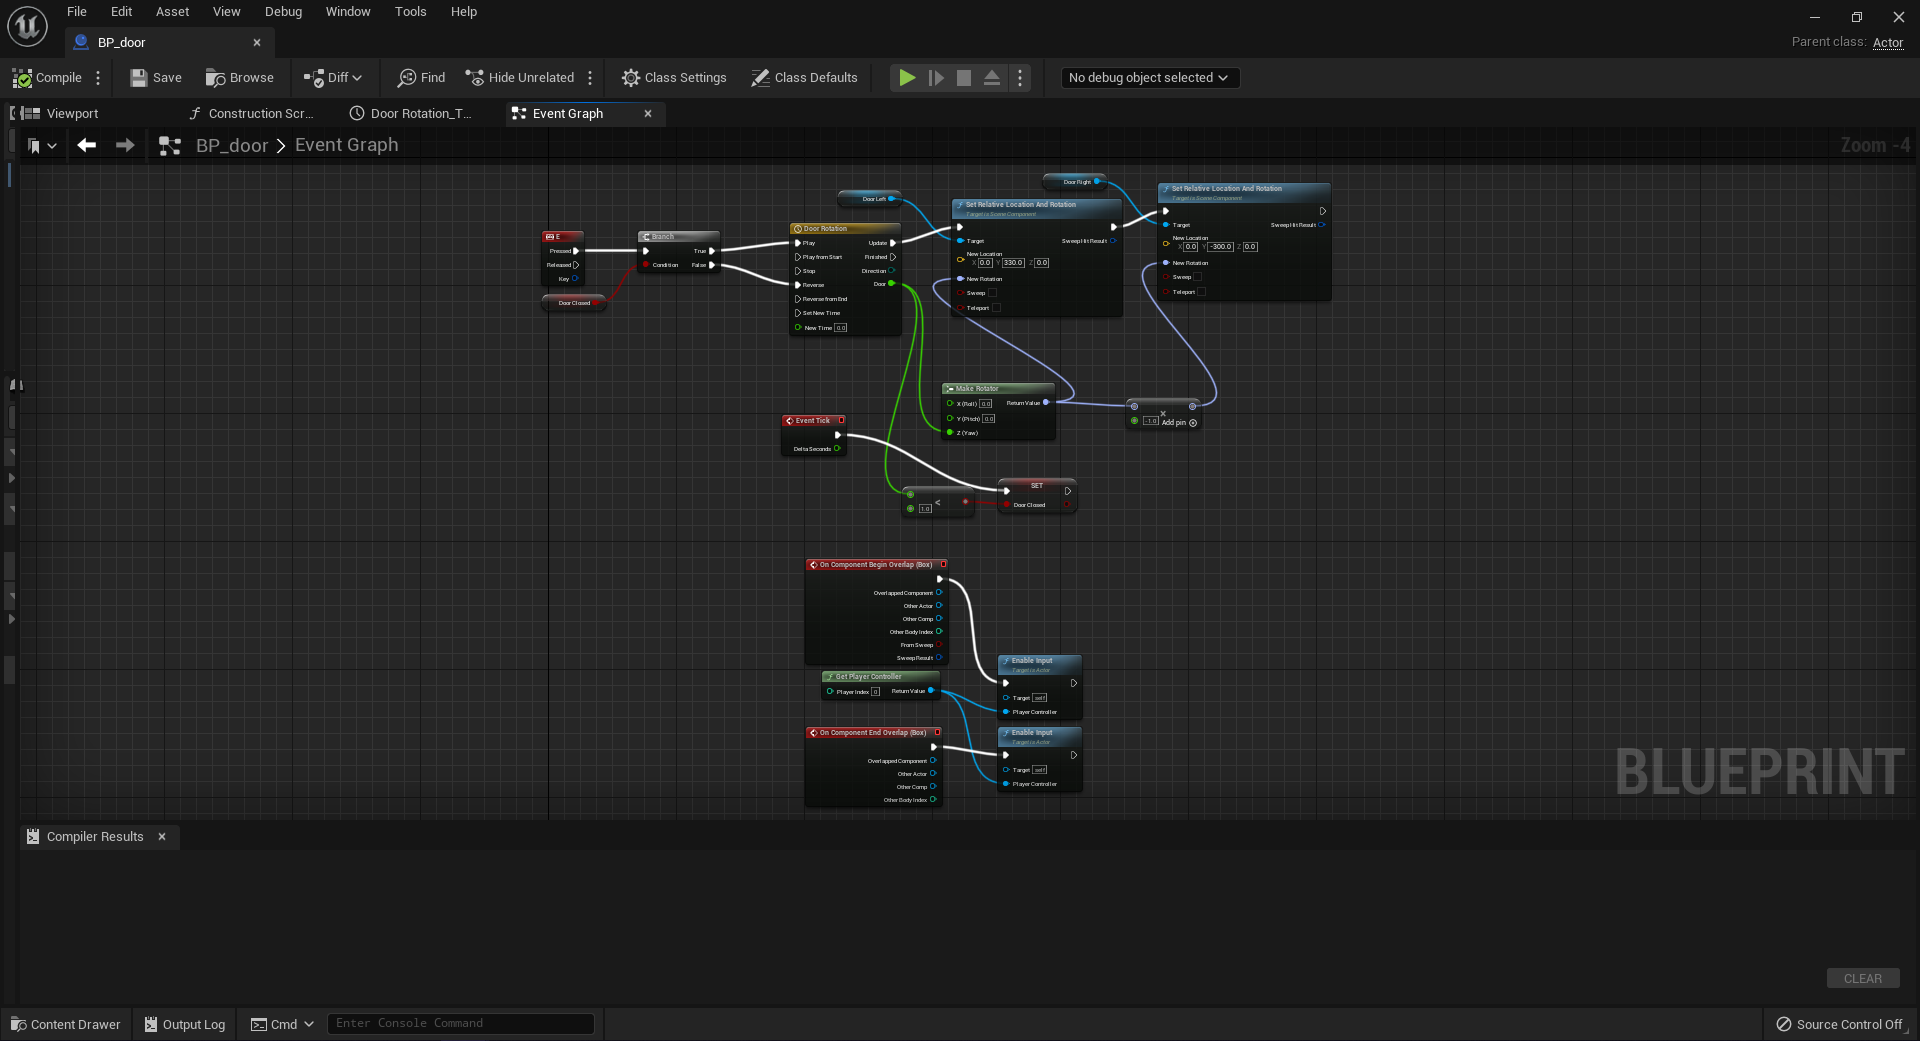 File Edit Asset View Debug Window Tools Help
BP_door
Parent class: Actor
Compile Save Browse Diff Find Hide Unrelated Class Settings Class Defaults No debug object selected
Viewport Construction Scr... Door Rotation_T... Event Graph
BP_door > Event Graph
Zoom -4
Door Left
Door Right
E
Pressed
Released
Key
Door Closed
Branch
True
Condition False
Door Rotation
Play Update
Play from Start Finished
Stop Direction
Reverse Door
Reverse from End
Set New Time
New Time 0.0
Set Relative Location And Rotation
Target is Scene Component
Target Sweep Hit Result
New Location
X 0.0 Y 330.0 Z 0.0
New Rotation
Sweep
Teleport
Set Relative Location And Rotation
Target is Scene Component
Target Sweep Hit Result
New Location
X 0.0 Y -300.0 Z 0.0
New Rotation
Sweep
Teleport
Make Rotator
X (Roll) 0.0 Return Value
Y (Pitch) 0.0
Z (Yaw)
x
-1.0 Add pin
Event Tick
Delta Seconds
<
1.0
SET
Door Closed
On Component Begin Overlap (Box)
Overlapped Component
Other Actor
Other Comp
Other Body Index
From Sweep
Sweep Result
Get Player Controller
Player Index 0 Return Value
Enable Input
Target is Actor
Target self
Player Controller
On Component End Overlap (Box)
Overlapped Component
Other Actor
Other Comp
Other Body Index
Enable Input
Target is Actor
Target self
Player Controller
BLUEPRINT
Compiler Results
CLEAR
Content Drawer Output Log Cmd Enter Console Command Source Control Off